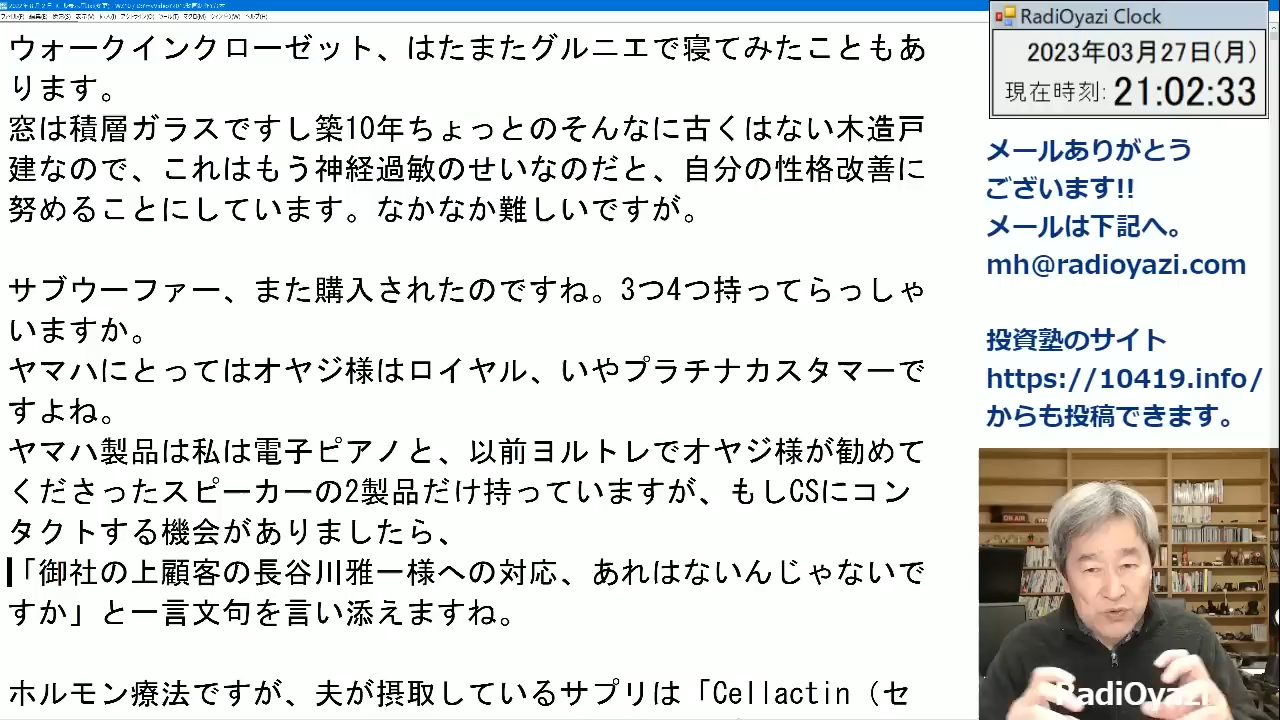 ウォークインクローゼット、はたまたグルニエで寝てみたこともあ
ります。
窓は積層ガラスですし築10年ちょっとのそんなに古くはない木造戸
建なので、これはもう神経過敏のせいなのだと、自分の性格改善に
努めることにしています。なかなか難しいですが。
サブウーファー、また購入されたのですね。3つ4つ持ってらっしゃ
いますか。
ヤマハにとってはオヤジ様はロイヤル、いやプラチナカスタマーで
すよね。
ヤマハ製品は私は電子ピアノと、以前ヨルトレでオヤジ様が勧めて
くださったスピーカーの2製品だけ持っていますが、もしCSにコン
タクトする機会がありましたら、
「御社の上顧客の長谷川雅一様への対応、あれはないんじゃないで
すか」と一言文句を言い添えますね。
ホルモン療法ですが、夫が摂取しているサプリは「Cellactin（セ
RadiOyazi Clock
2023年03月27日(月)
現在時刻: 21:02:33
メールありがとう
ございます!!
メールは下記へ。
mh@radioyazi.com
投資塾のサイト
https://10419.info/
からも投稿できます。
ON AIR
RadiOyazi